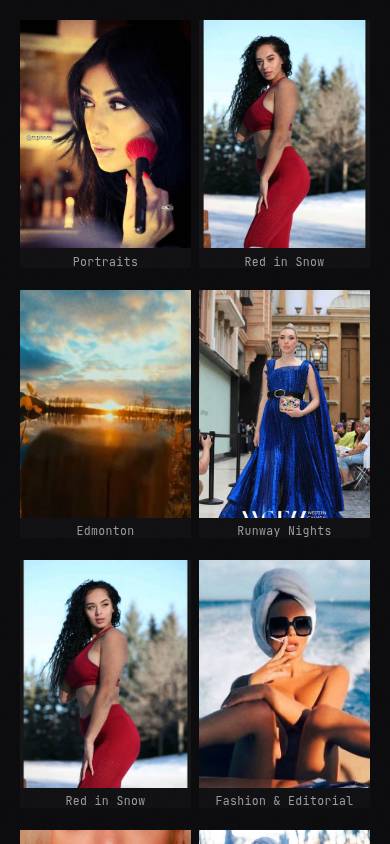 Portraits
Red in Snow
Edmonton
Runway Nights
Red in Snow
Fashion & Editorial